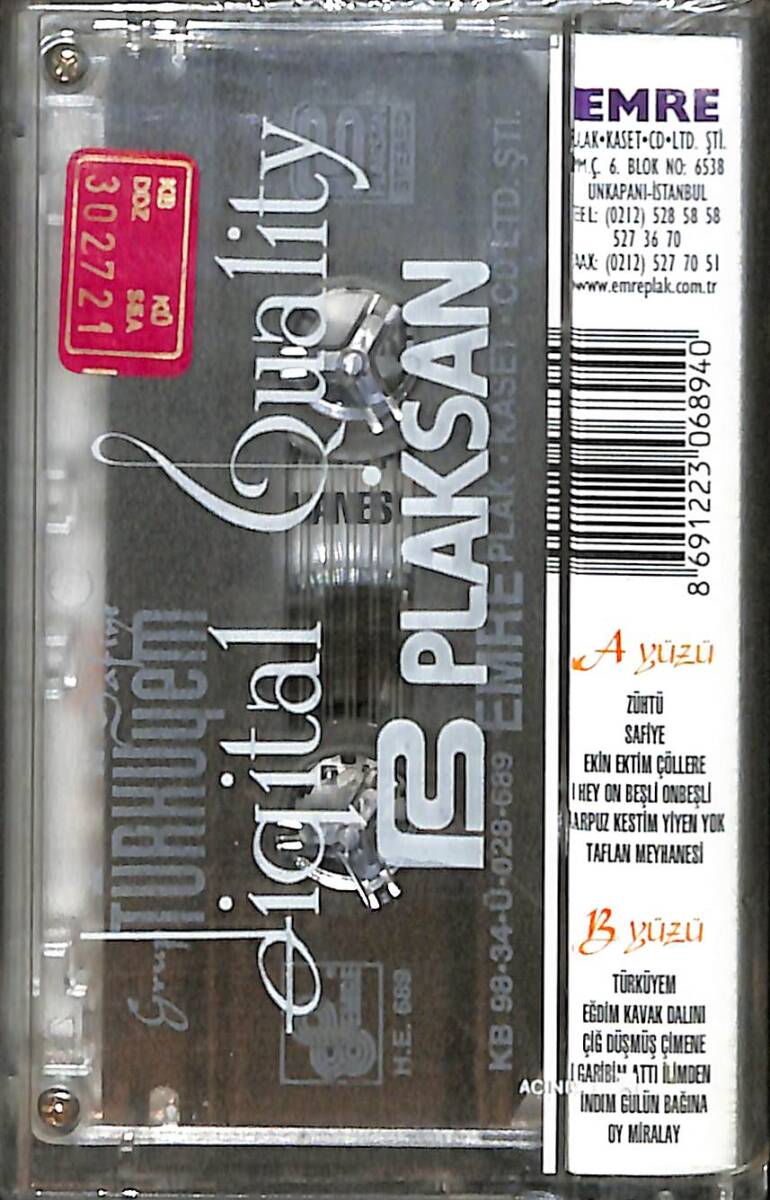 EMRE
PLAK•KASET•CD•LTD. ŞTİ.
İ.M.Ç. 6. BLOK NO: 6538
UNKAPANI-İSTANBUL
TEL: (0212) 528 58 58
527 36 70
FAX: (0212) 527 70 51
www.emreplak.com.tr
8 691223 068940
A yüzü
ZÜHTÜ
SAFİYE
EKİN EKTİM ÇÖLLERE
HEY ON BEŞLİ ONBEŞLİ
KARPUZ KESTİM YİYEN YOK
TAFLAN MEYHANESİ
B yüzü
TÜRKÜYEM
EĞDİM KAVAK DALINI
ÇİĞ DÜŞMÜŞ ÇİMENE
GARİBİM ATTI İLİMDEN
İNDİM GÜLÜN BAĞINA
OY MİRALAY
KB
DOZ
302721
KÜ
SEA
Digital Quality
PLAKSAN
Grup TÜRKÜyem
Safiye
STEREO
H.E. 689
EMRE PLAK • KASET • CD LTD. ŞTİ.
KB 98-34-Ü-028-689